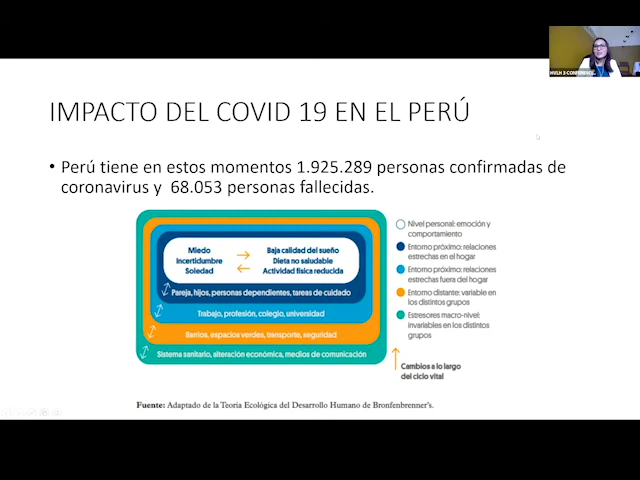 HVLH 3-CONFERENCE...
IMPACTO DEL COVID 19 EN EL PERÚ
• Perú tiene en estos momentos 1.925.289 personas confirmadas de
coronavirus y 68.053 personas fallecidas.
Miedo
Incertidumbre
Soledad
Baja calidad del sueño
Dieta no saludable
Actividad física reducida
Pareja, hijos, personas dependientes, tareas de cuidado
Trabajo, profesión, colegio, universidad
Barrios, espacios verdes, transporte, seguridad
Sistema sanitario, alteración económica, medios de comunicación
Nivel personal: emoción y
comportamiento
Entorno próximo: relaciones
estrechas en el hogar
Entorno próximo: relaciones
estrechas fuera del hogar
Entorno distante: variable en
los distintos grupos
Estresores macro-nivel:
invariables en los distintos
grupos
Cambios a lo largo
del ciclo vital
Fuente: Adaptado de la Teoría Ecológica del Desarrollo Humano de Bronfenbrenner's.